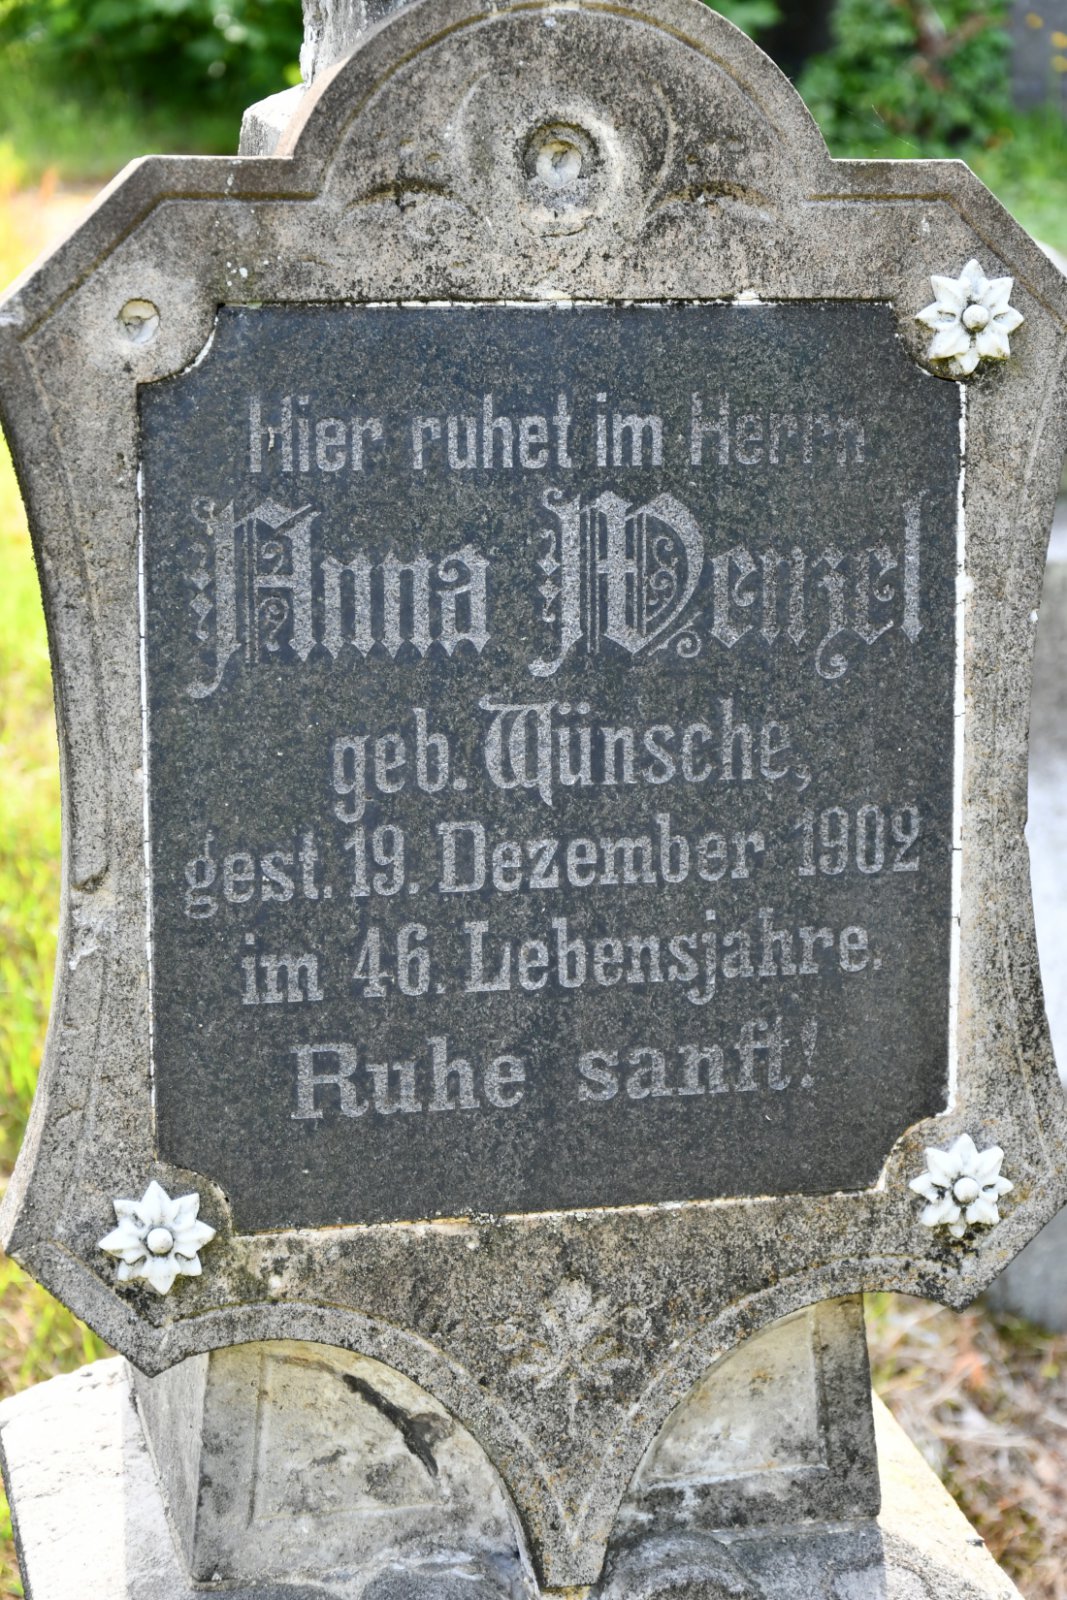 Hier ruhet im Herrn
Anna Wenzel
geb. Wünsche,
gest. 19. Dezember 1902
im 46. Lebensjahre.
Ruhe sanft!